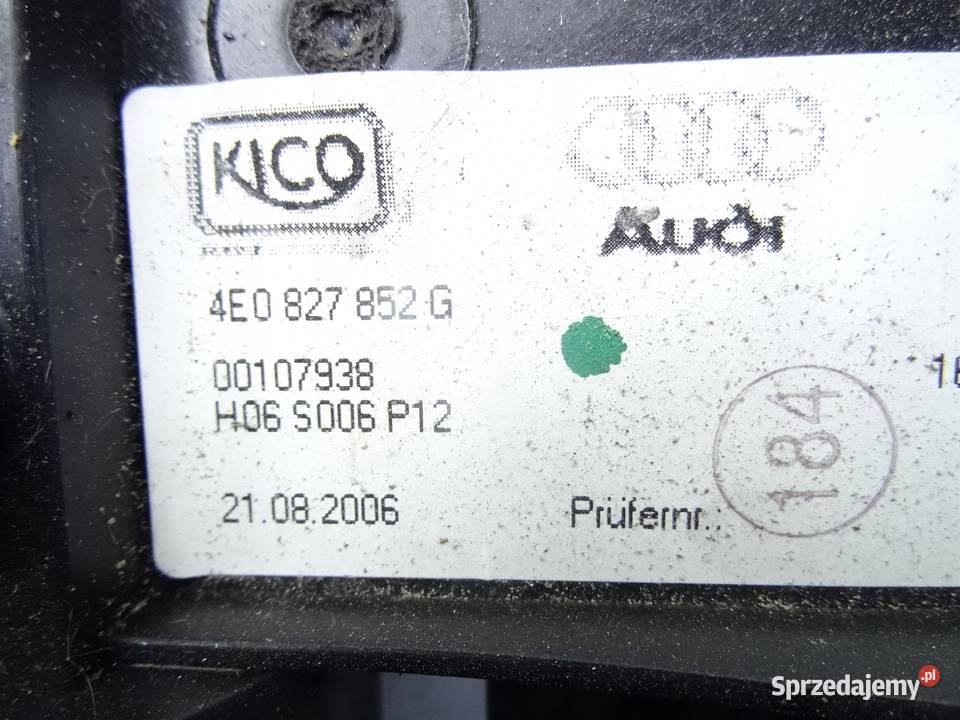 KICO
Audi
4E0 827 852 G
00107938
H06 S006 P12
184
21.08.2006
Prüfernr.:
Sprzedajemy.pl